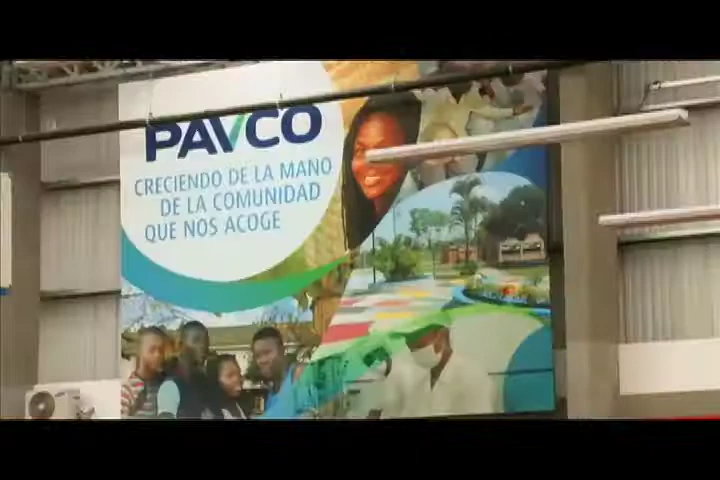 PAVCO
CRECIENDO DE LA MANO
DE LA COMUNIDAD
QUE NOS ACOGE